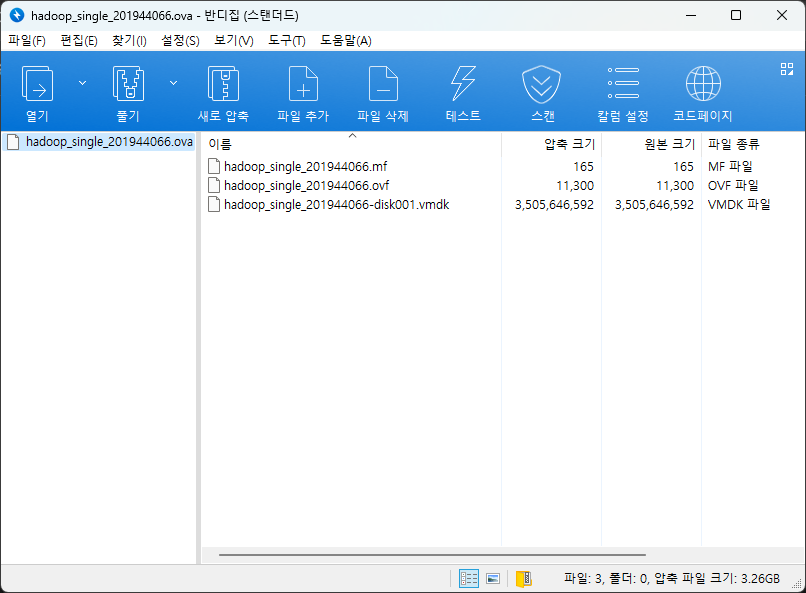 hadoop_single_201944066.ova - 반디집 (스탠더드)
파일(F) 편집(E) 찾기(I) 설정(S) 보기(V) 도구(T) 도움말(A)
열기 풀기 새로 압축 파일 추가 파일 삭제 테스트 스캔 칼럼 설정 코드페이지
hadoop_single_201944066.ova
이름 압축 크기 원본 크기 파일 종류
hadoop_single_201944066.mf 165 165 MF 파일
hadoop_single_201944066.ovf 11,300 11,300 OVF 파일
hadoop_single_201944066-disk001.vmdk 3,505,646,592 3,505,646,592 VMDK 파일
파일: 3, 폴더: 0, 압축 파일 크기: 3.26GB